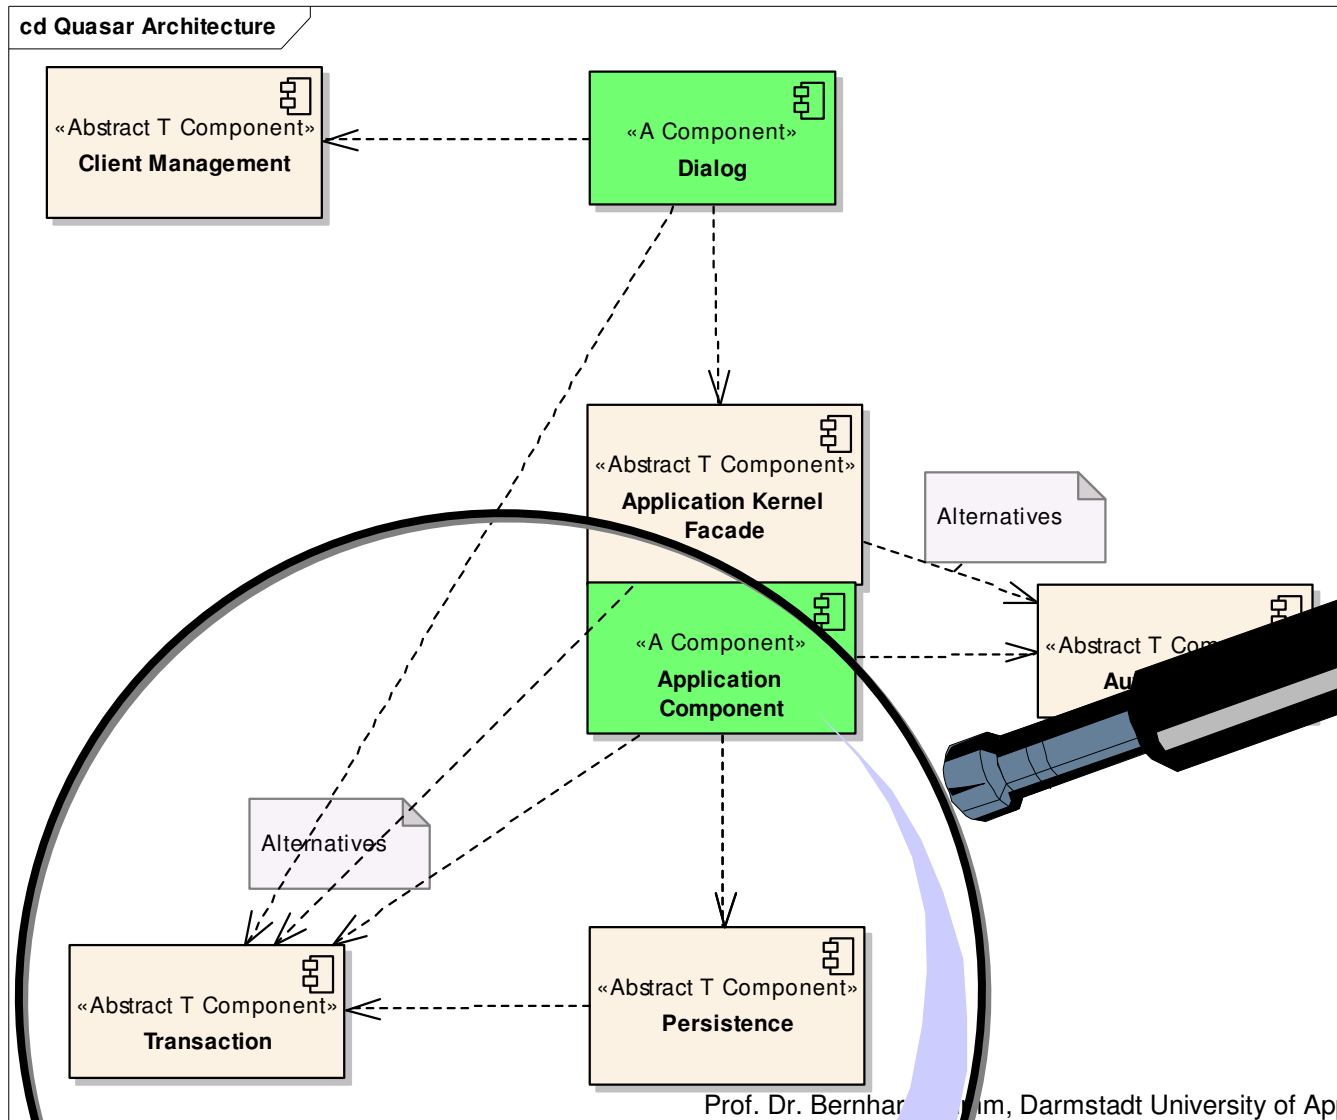 cd Quasar Architecture
«Abstract T Component»
Client Management
«A Component»
Dialog
«Abstract T Component»
Application Kernel
Facade
Alternatives
«A Component»
Application
Component
«Abstract T
Alternatives
«Abstract T Component»
Transaction
«Abstract T Component»
Persistence
Prof. Dr. Darmstadt University of